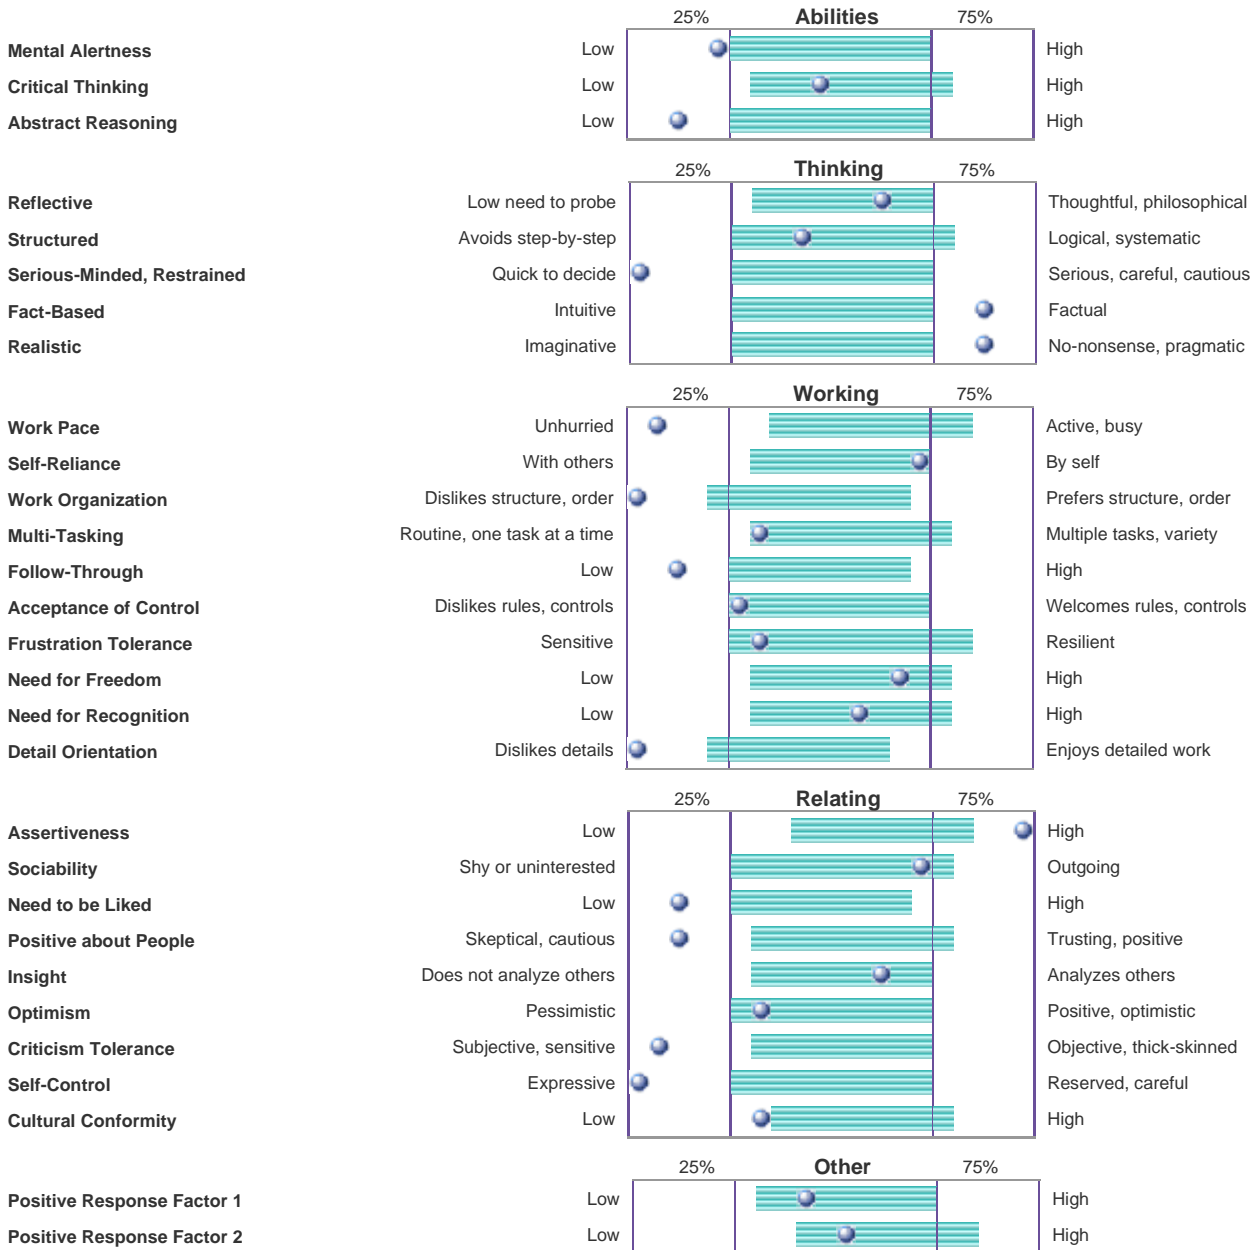 25% Abilities 75%
Mental Alertness Low High
Critical Thinking Low High
Abstract Reasoning Low High
25% Thinking 75%
Reflective Low need to probe Thoughtful, philosophical
Structured Avoids step-by-step Logical, systematic
Serious-Minded, Restrained Quick to decide Serious, careful, cautious
Fact-Based Intuitive Factual
Realistic Imaginative No-nonsense, pragmatic
25% Working 75%
Work Pace Unhurried Active, busy
Self-Reliance With others By self
Work Organization Dislikes structure, order Prefers structure, order
Multi-Tasking Routine, one task at a time Multiple tasks, variety
Follow-Through Low High
Acceptance of Control Dislikes rules, controls Welcomes rules, controls
Frustration Tolerance Sensitive Resilient
Need for Freedom Low High
Need for Recognition Low High
Detail Orientation Dislikes details Enjoys detailed work
25% Relating 75%
Assertiveness Low High
Sociability Shy or uninterested Outgoing
Need to be Liked Low High
Positive about People Skeptical, cautious Trusting, positive
Insight Does not analyze others Analyzes others
Optimism Pessimistic Positive, optimistic
Criticism Tolerance Subjective, sensitive Objective, thick-skinned
Self-Control Expressive Reserved, careful
Cultural Conformity Low High
25% Other 75%
Positive Response Factor 1 Low High
Positive Response Factor 2 Low High